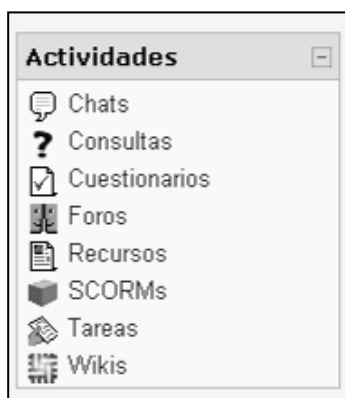 Actividades
Chats
Consultas
Cuestionarios
Foros
Recursos
SCORMs
Tareas
Wikis